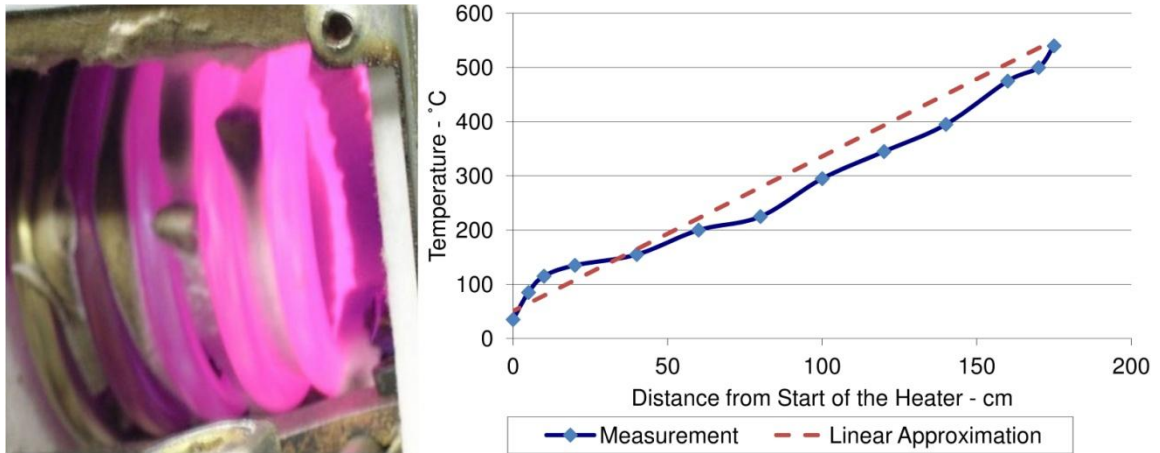 600
500
400
300
200
100
0
Temperature - ˚C
0 50 100 150 200
Distance from Start of the Heater - cm
Measurement Linear Approximation